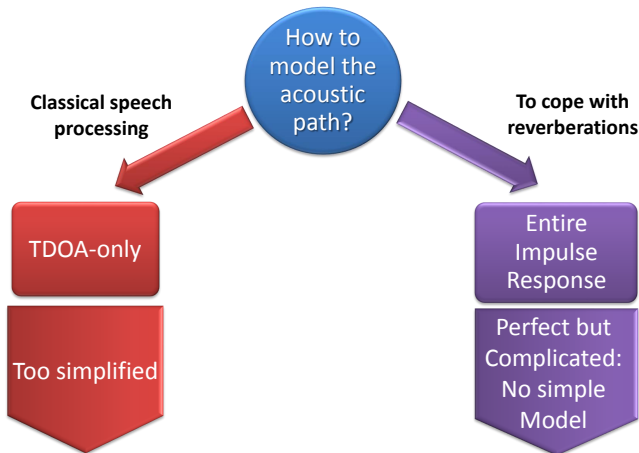 How to
model the
acoustic
path?
Classical speech
processing
To cope with
reverberations
TDOA-only
Too simplified
Entire
Impulse
Response
Perfect but
Complicated:
No simple
Model